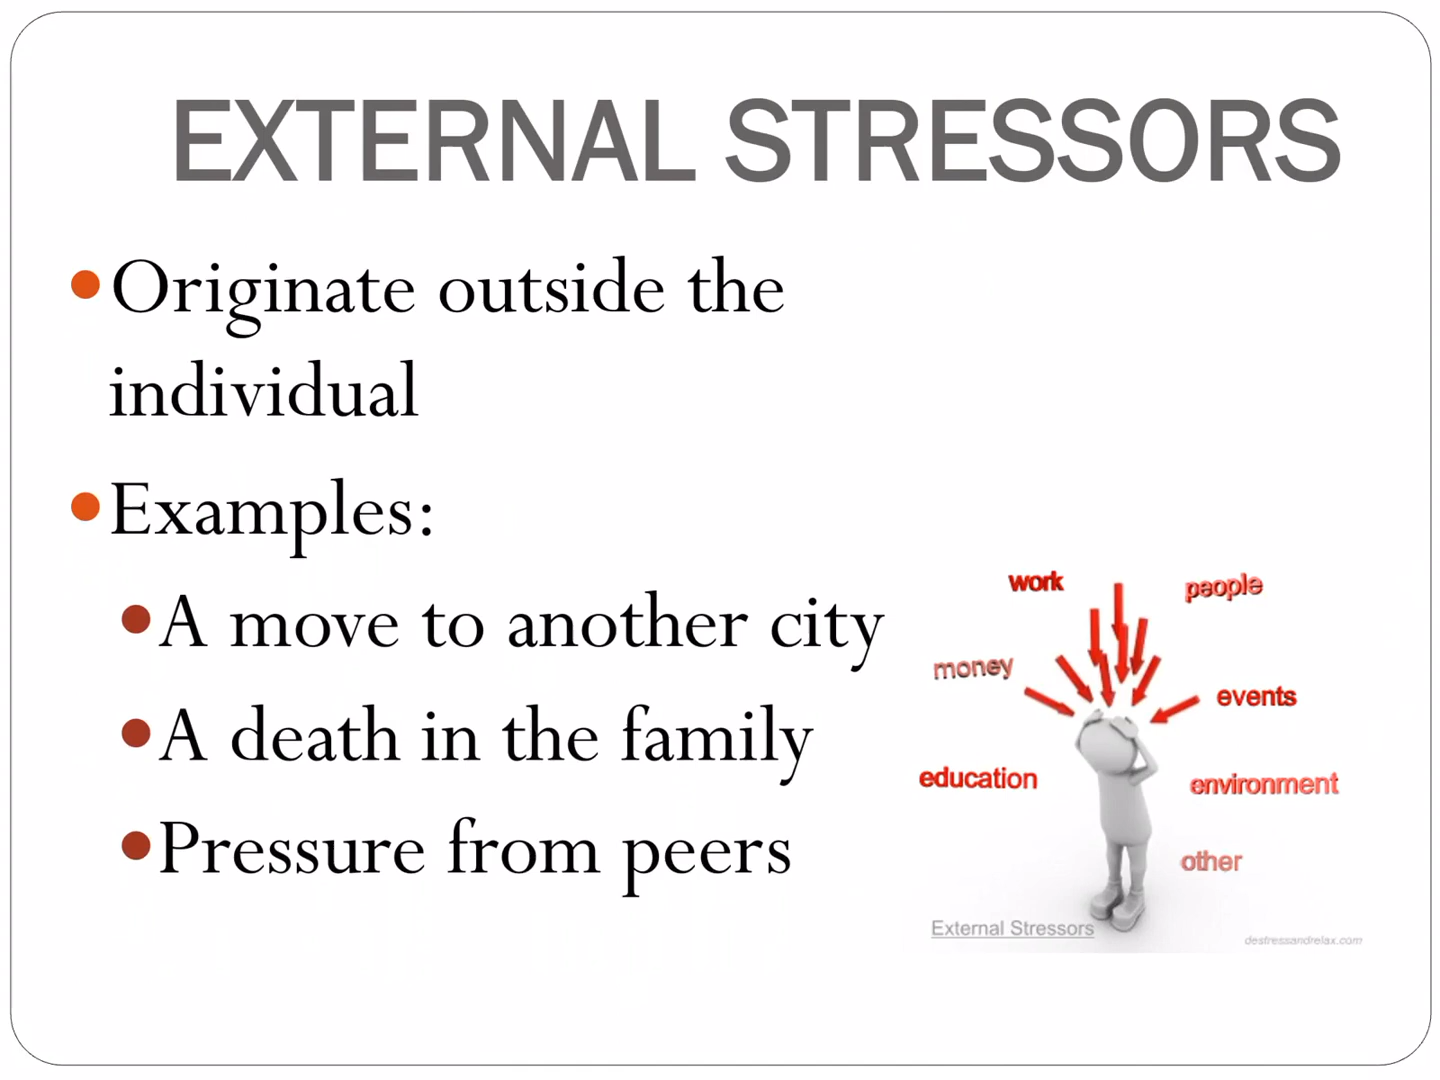 EXTERNAL STRESSORS
Originate outside the
individual
Examples:
A move to another city
A death in the family
Pressure from peers
work
people
money
events
education
environment
other
External Stressors
destressandrelax.com